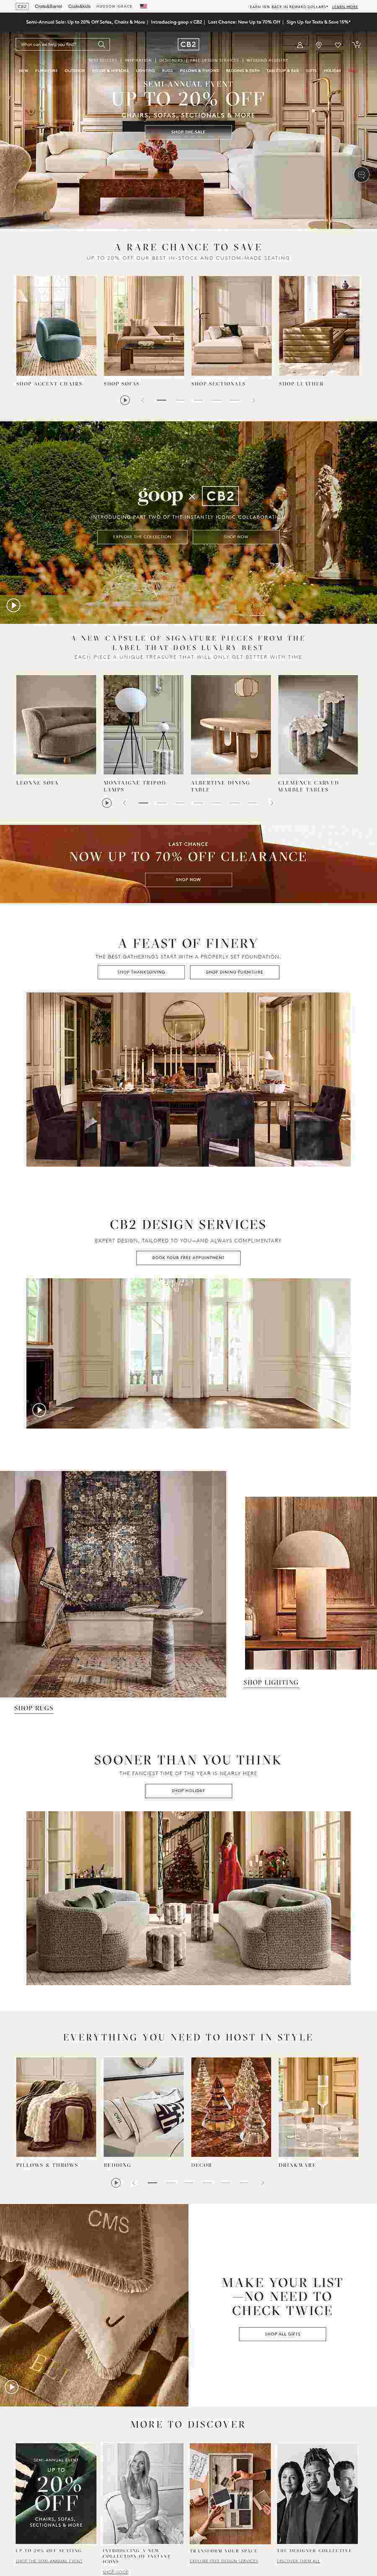 CB2 Crate&Barrel Crate&kids HUDSON GRACE
EARN 10% BACK IN REWARD DOLLARS* LEARN MORE
Semi-Annual Sale: Up to 20% Off Sofas, Chairs & More | Introducing goop x CB2 | Last Chance: Now Up to 70% Off | Sign Up for Texts & Save 15%*
What can we help you find?
CB2
BEST SELLERS | INSPIRATION | DESIGNERS | FREE DESIGN SERVICES | WEDDING REGISTRY
NEW FURNITURE OUTDOOR DECOR & MIRRORS LIGHTING RUGS PILLOWS & THROWS BEDDING & BATH TABLETOP & BAR GIFTS HOLIDAY
SEMI-ANNUAL EVENT
UP TO 20% OFF
CHAIRS, SOFAS, SECTIONALS & MORE
SHOP THE SALE
A RARE CHANCE TO SAVE
UP TO 20% OFF OUR BEST IN-STOCK AND CUSTOM-MADE SEATING
SHOP ACCENT CHAIRS
SHOP SOFAS
SHOP SECTIONALS
SHOP LEATHER
goop × CB2
INTRODUCING PART TWO OF THE INSTANTLY ICONIC COLLABORATION
EXPLORE THE COLLECTION
SHOP NOW
A NEW CAPSULE OF SIGNATURE PIECES FROM THE
LABEL THAT DOES LUXURY BEST
EACH PIECE A UNIQUE TREASURE THAT WILL ONLY GET BETTER WITH TIME
LEONNE SOFA
MONTAIGNE TRIPOD
LAMPS
ALBERTINE DINING
TABLE
CLEMENCE CARVED
MARBLE TABLES
LAST CHANCE
NOW UP TO 70% OFF CLEARANCE
SHOP NOW
A FEAST OF FINERY
THE BEST GATHERINGS START WITH A PROPERLY SET FOUNDATION.
SHOP THANKSGIVING
SHOP DINING FURNITURE
CB2 DESIGN SERVICES
EXPERT DESIGN, TAILORED TO YOU—AND ALWAYS COMPLIMENTARY
BOOK YOUR FREE APPOINTMENT
SHOP LIGHTING
SHOP RUGS
SOONER THAN YOU THINK
THE FANCIEST TIME OF THE YEAR IS NEARLY HERE
SHOP HOLIDAY
EVERYTHING YOU NEED TO HOST IN STYLE
PILLOWS & THROWS
BEDDING
DECOR
DRINKWARE
CMS
MAKE YOUR LIST
—NO NEED TO
CHECK TWICE
SHOP ALL GIFTS
MORE TO DISCOVER
SEMI-ANNUAL EVENT
UP TO
20%
OFF
CHAIRS, SOFAS,
SECTIONALS & MORE
UP TO 20% OFF SEATING
SHOP THE SEMI-ANNUAL EVENT
INTRODUCING A NEW
COLLECTION OF INSTANT
ICONS
SHOP GOOP
TRANSFORM YOUR SPACE
EXPLORE FREE DESIGN SERVICES
THE DESIGNER COLLECTIVE
DISCOVER THEM ALL